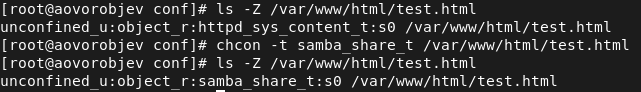 [root@aovorobjev conf]# ls -Z /var/www/html/test.html
unconfined_u:object_r:httpd_sys_content_t:s0 /var/www/html/test.html
[root@aovorobjev conf]# chcon -t samba_share_t /var/www/html/test.html
[root@aovorobjev conf]# ls -Z /var/www/html/test.html
unconfined_u:object_r:samba_share_t:s0 /var/www/html/test.html